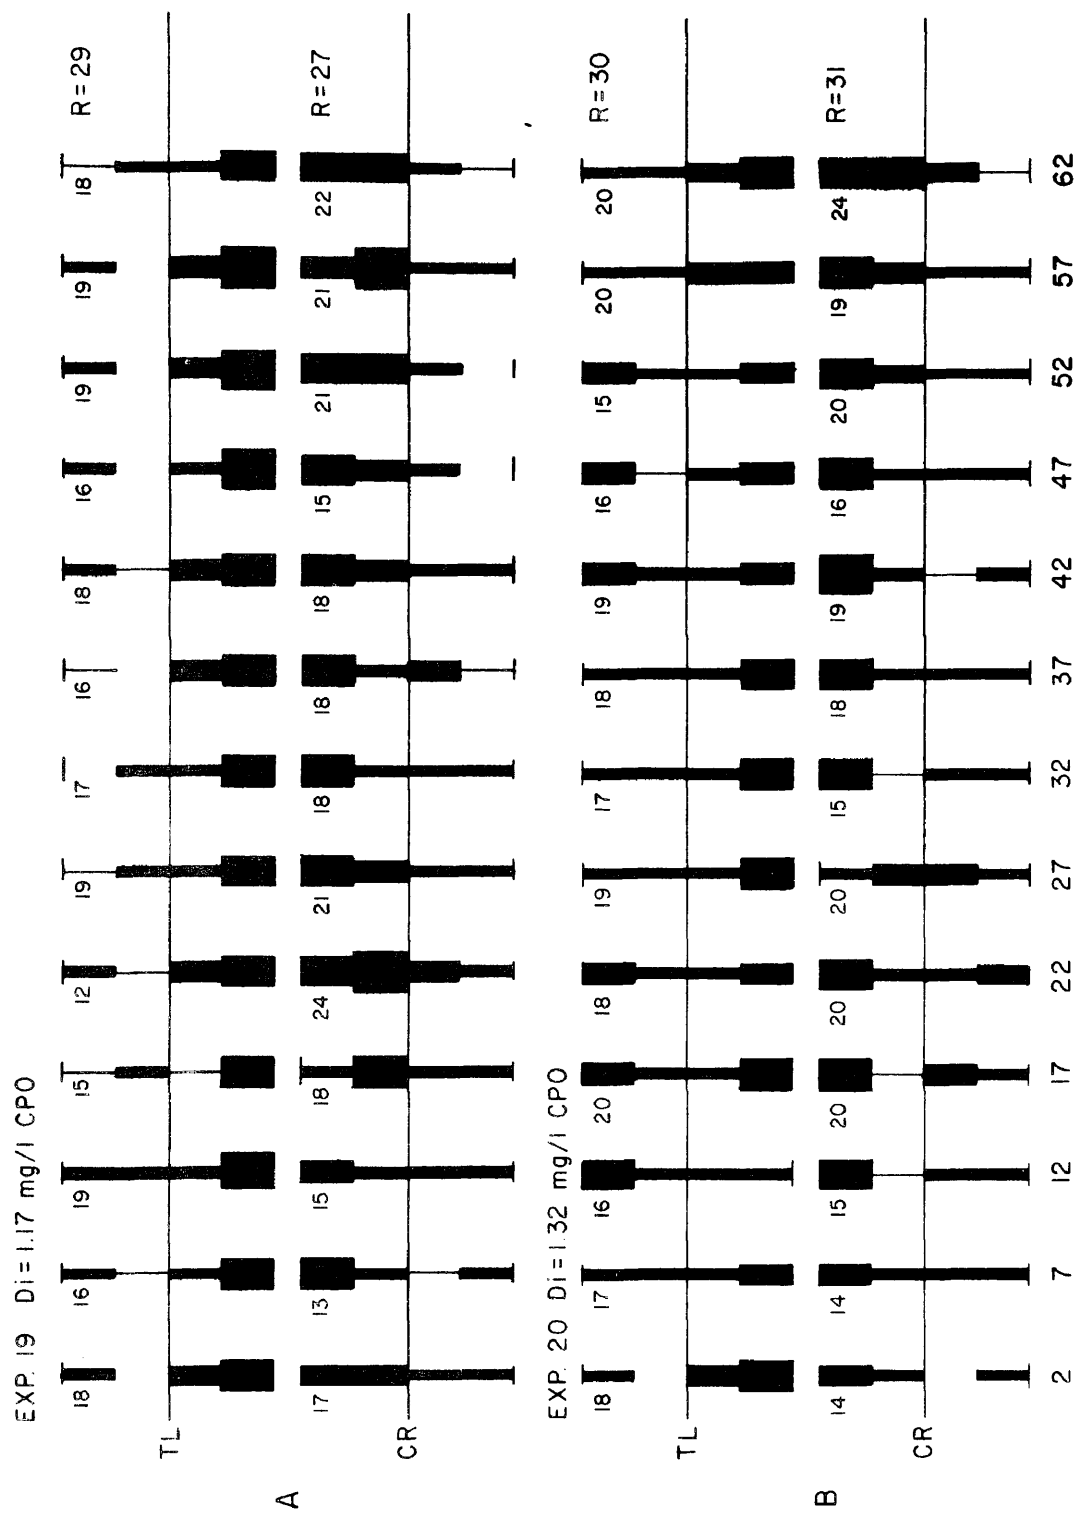 EXP. 19 Di=1.17 mg/l CPO
A
18 16 19 15 12 19 17 16 18 16 19 19 18 R=29
TL
17 13 15 18 24 21 18 18 18 15 21 21 22 R=27
CR
EXP. 20 Di=1.32 mg/l CPO
B
18 17 16 20 18 19 17 18 19 16 15 20 20 R=30
TL
14 14 15 20 20 20 15 18 19 16 20 19 24 R=31
CR
2 7 12 17 22 27 32 37 42 47 52 57 62